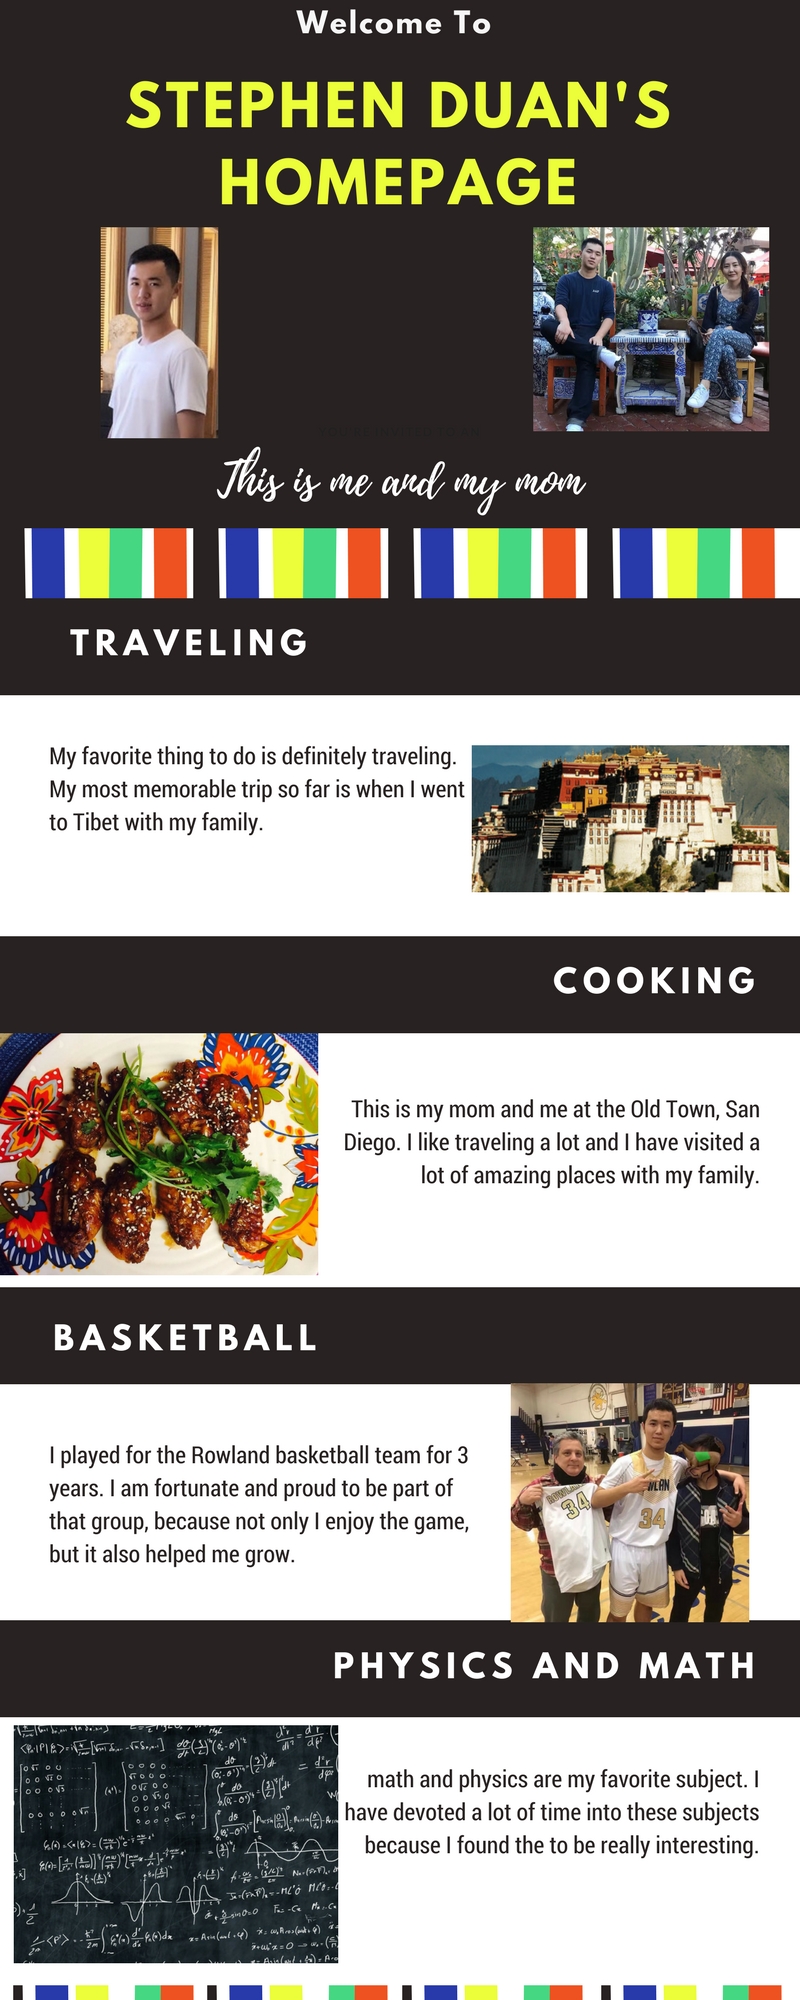 Welcome To
STEPHEN DUAN'S
HOMEPAGE
This is me and my mom
TRAVELING
My favorite thing to do is definitely traveling.
My most memorable trip so far is when I went
to Tibet with my family.
COOKING
This is my mom and me at the Old Town, San
Diego. I like traveling a lot and I have visited a
lot of amazing places with my family.
BASKETBALL
I played for the Rowland basketball team for 3
years. I am fortunate and proud to be part of
that group, because not only I enjoy the game,
but it also helped me grow.
34
34
PHYSICS AND MATH
math and physics are my favorite subject. I
have devoted a lot of time into these subjects
because I found the to be really interesting.